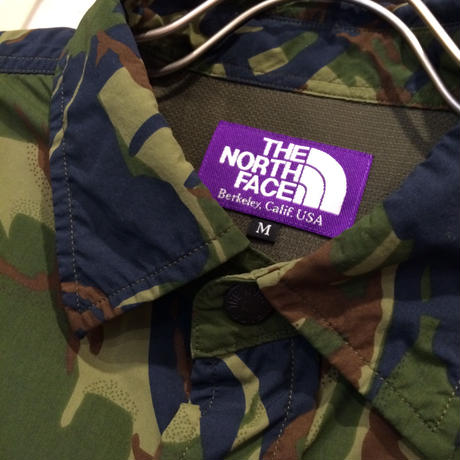 THE
NORTH
FACE
Berkeley, Calif. USA
M